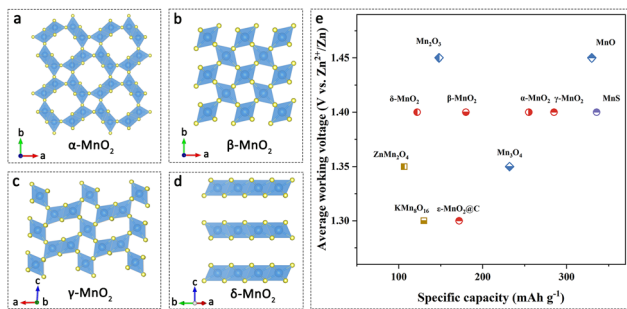 a
b
a
α-MnO₂
b
b
a
β-MnO₂
c
c
a
b
γ-MnO₂
d
c
b
a
δ-MnO₂
e
Average working voltage (V vs. Zn²⁺/Zn)
1.45
1.40
1.35
1.30
Mn₂O₃
MnO
δ-MnO₂
β-MnO₂
α-MnO₂
γ-MnO₂
MnS
ZnMn₂O₄
Mn₃O₄
KMn₈O₁₆
ε-MnO₂@C
100
200
300
Specific capacity (mAh g⁻¹)